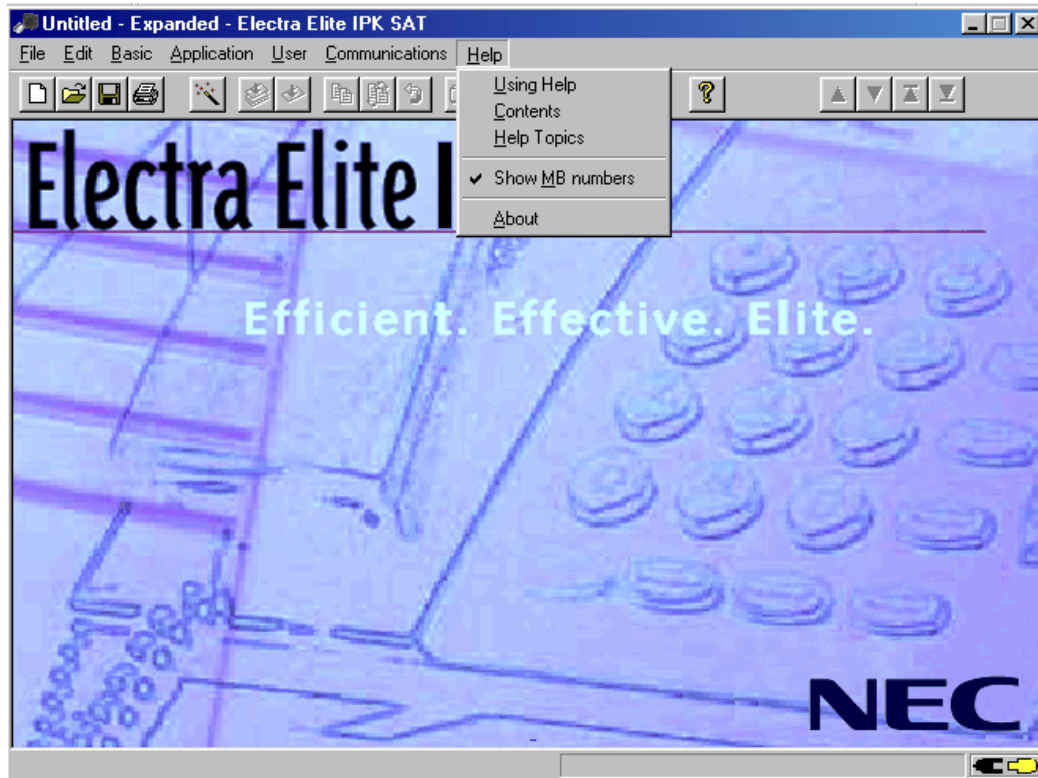 Untitled - Expanded - Electra Elite IPK SAT
File Edit Basic Application User Communications Help
Using Help
Contents
Help Topics
Show MB numbers
About
Electra Elite I
Efficient. Effective. Elite.
NEC